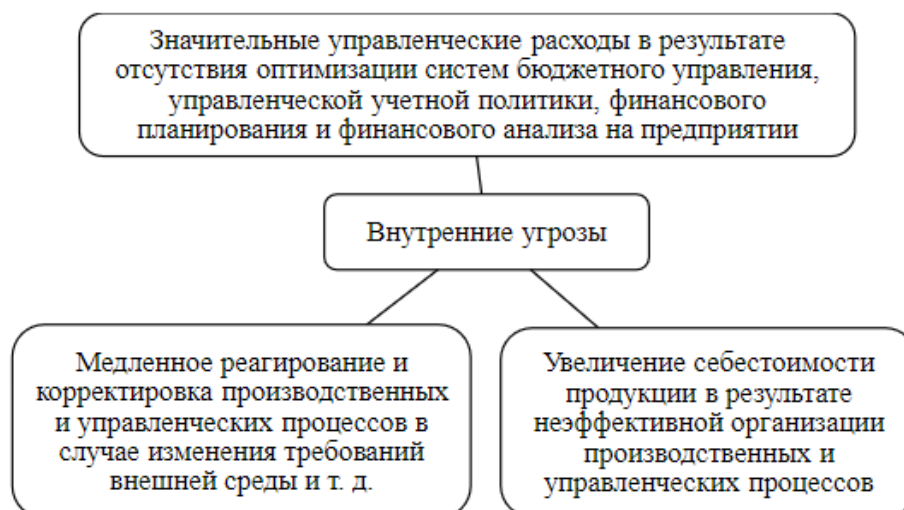 Значительные управленческие расходы в результате
отсутствия оптимизации систем бюджетного управления,
управленческой учетной политики, финансового
планирования и финансового анализа на предприятии
Внутренние угрозы
Медленное реагирование и
корректировка производственных
и управленческих процессов в
случае изменения требований
внешней среды и т. д.
Увеличение себестоимости
продукции в результате
неэффективной организации
производственных и
управленческих процессов